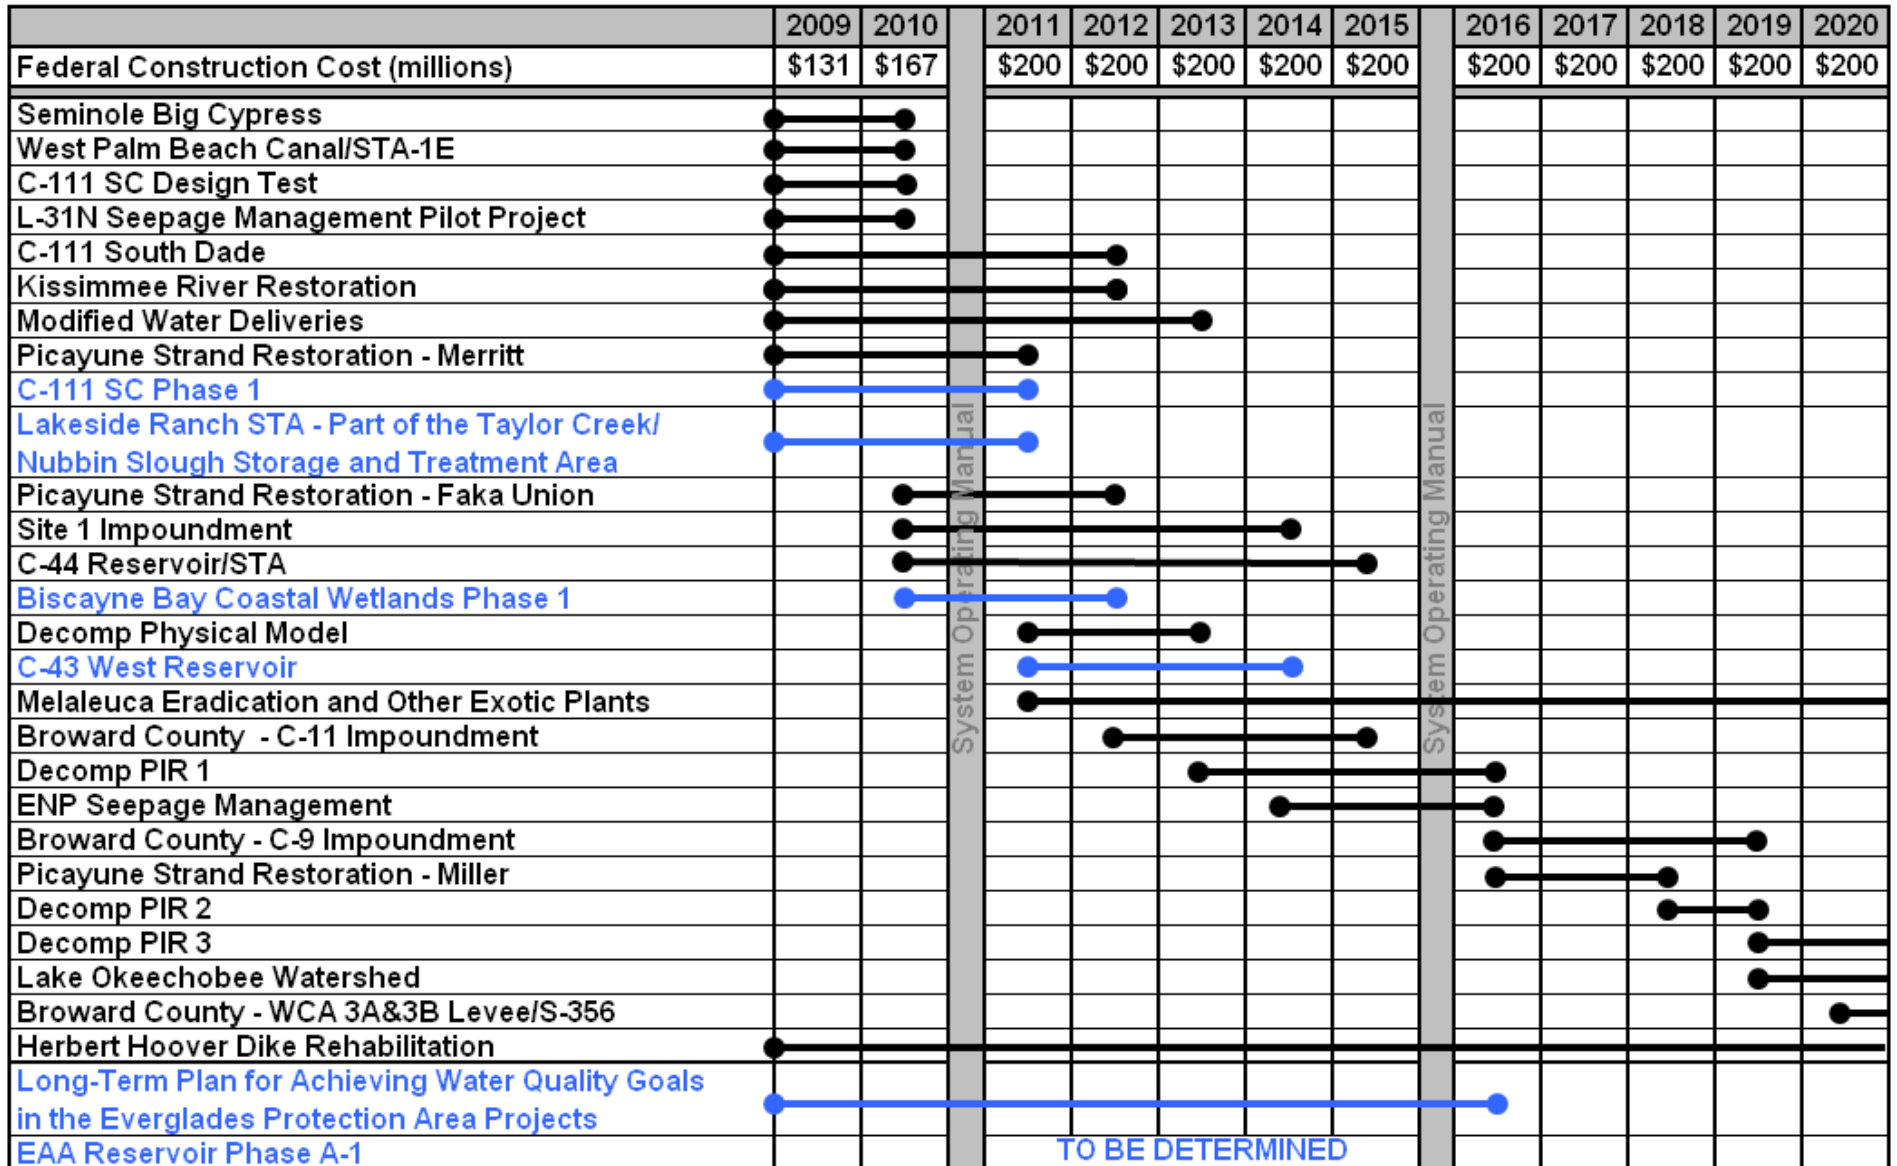 2009 2010 2011 2012 2013 2014 2015 2016 2017 2018 2019 2020
Federal Construction Cost (millions) $131 $167 $200 $200 $200 $200 $200 $200 $200 $200 $200 $200
Seminole Big Cypress
West Palm Beach Canal/STA-1E
C-111 SC Design Test
L-31N Seepage Management Pilot Project
C-111 South Dade
Kissimmee River Restoration
Modified Water Deliveries
Picayune Strand Restoration - Merritt
C-111 SC Phase 1
Lakeside Ranch STA - Part of the Taylor Creek/
Nubbin Slough Storage and Treatment Area
Picayune Strand Restoration - Faka Union
Site 1 Impoundment
C-44 Reservoir/STA
Biscayne Bay Coastal Wetlands Phase 1
Decomp Physical Model
C-43 West Reservoir
Melaleuca Eradication and Other Exotic Plants
Broward County - C-11 Impoundment
Decomp PIR 1
ENP Seepage Management
Broward County - C-9 Impoundment
Picayune Strand Restoration - Miller
Decomp PIR 2
Decomp PIR 3
Lake Okeechobee Watershed
Broward County - WCA 3A&3B Levee/S-356
Herbert Hoover Dike Rehabilitation
Long-Term Plan for Achieving Water Quality Goals
in the Everglades Protection Area Projects
EAA Reservoir Phase A-1 TO BE DETERMINED
System Operating Manual
System Operating Manual